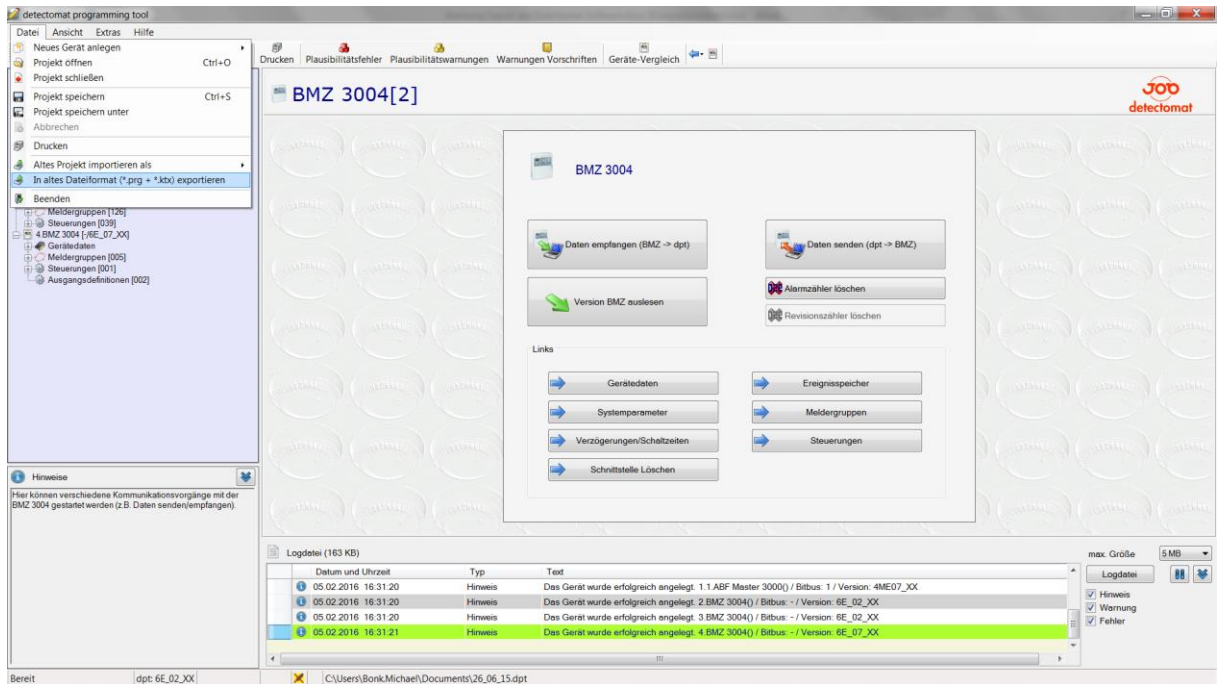 detectomat programming tool
Datei Ansicht Extras Hilfe
Neues Gerät anlegen
Projekt öffnen Ctrl+O
Projekt schließen
Projekt speichern Ctrl+S
Projekt speichern unter
Abbrechen
Drucken
Altes Projekt importieren als
In altes Dateiformat (*.prg + *.ktx) exportieren
Beenden
Drucken Plausibilitätsfehler Plausibilitätswarnungen Warnungen Vorschriften Geräte-Vergleich
Meldergruppen [126]
Steuerungen [039]
4.BMZ 3004 [-/6E_07_XX]
Gerätedaten
Meldergruppen [005]
Steuerungen [001]
Ausgangsdefinitionen [002]
Hinweise
Hier können verschiedene Kommunikationsvorgänge mit der
BMZ 3004 gestartet werden (z.B. Daten senden/empfangen).
BMZ 3004[2]
JOB
detectomat
BMZ 3004
Daten empfangen (BMZ -> dpt)
Daten senden (dpt -> BMZ)
Version BMZ auslesen
Alarmzähler löschen
Revisionszähler löschen
Links
Gerätedaten
Ereignisspeicher
Systemparameter
Meldergruppen
Verzögerungen/Schaltzeiten
Steuerungen
Schnittstelle Löschen
Logdatei (163 KB)
max. Größe 5 MB
Datum und Uhrzeit Typ Text
05.02.2016 16:31:20 Hinweis Das Gerät wurde erfolgreich angelegt. 1.1.ABF Master 3000() / Bitbus: 1 / Version: 4ME07_XX
05.02.2016 16:31:20 Hinweis Das Gerät wurde erfolgreich angelegt. 2.BMZ 3004() / Bitbus: - / Version: 6E_02_XX
05.02.2016 16:31:20 Hinweis Das Gerät wurde erfolgreich angelegt. 3.BMZ 3004() / Bitbus: - / Version: 6E_02_XX
05.02.2016 16:31:21 Hinweis Das Gerät wurde erfolgreich angelegt. 4.BMZ 3004() / Bitbus: - / Version: 6E_07_XX
Logdatei
Hinweis
Warnung
Fehler
Bereit dpt: 6E_02_XX C:\Users\Bonk.Michael\Documents\26_06_15.dpt